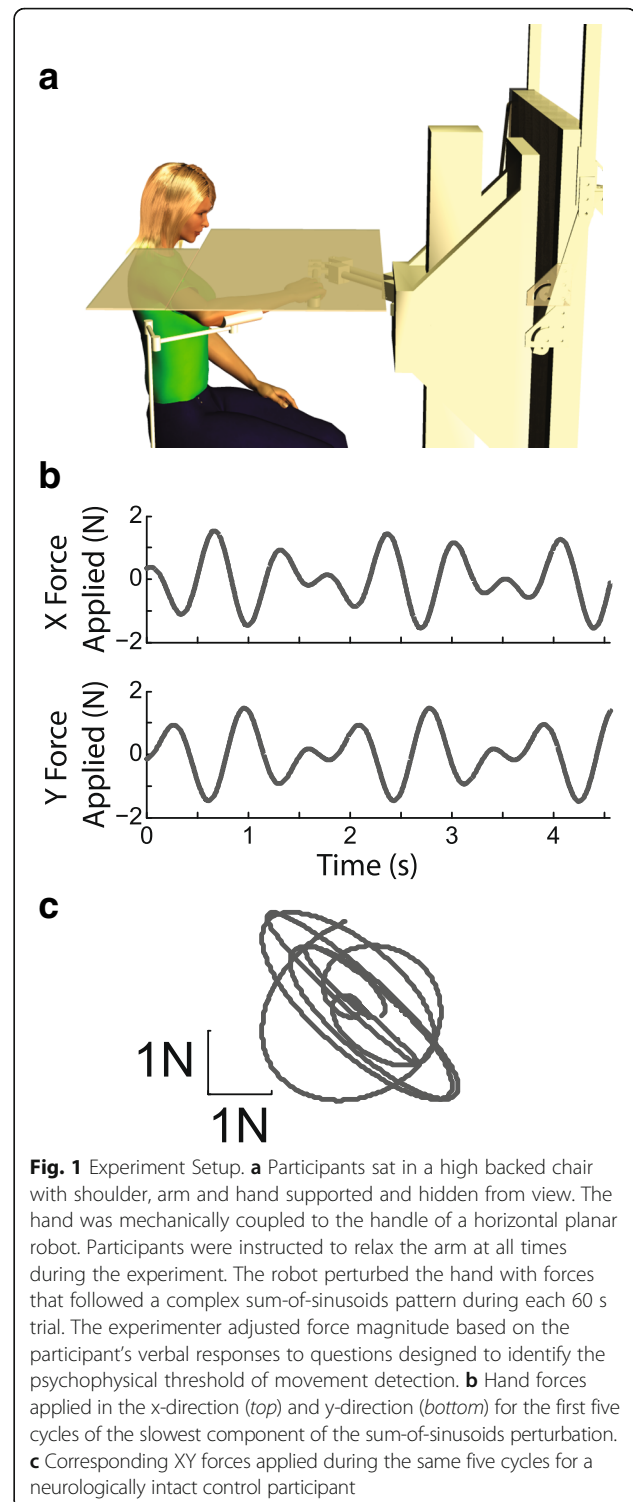 a
b
X Force
Applied (N)
2
0
−2
Y Force
Applied (N)
2
0
−2
0 1 2 3 4
Time (s)
c
1N
1N
Fig. 1 Experiment Setup. a Participants sat in a high backed chair
with shoulder, arm and hand supported and hidden from view. The
hand was mechanically coupled to the handle of a horizontal planar
robot. Participants were instructed to relax the arm at all times
during the experiment. The robot perturbed the hand with forces
that followed a complex sum-of-sinusoids pattern during each 60 s
trial. The experimenter adjusted force magnitude based on the
participant’s verbal responses to questions designed to identify the
psychophysical threshold of movement detection. b Hand forces
applied in the x-direction (top) and y-direction (bottom) for the first five
cycles of the slowest component of the sum-of-sinusoids perturbation.
c Corresponding XY forces applied during the same five cycles for a
neurologically intact control participant